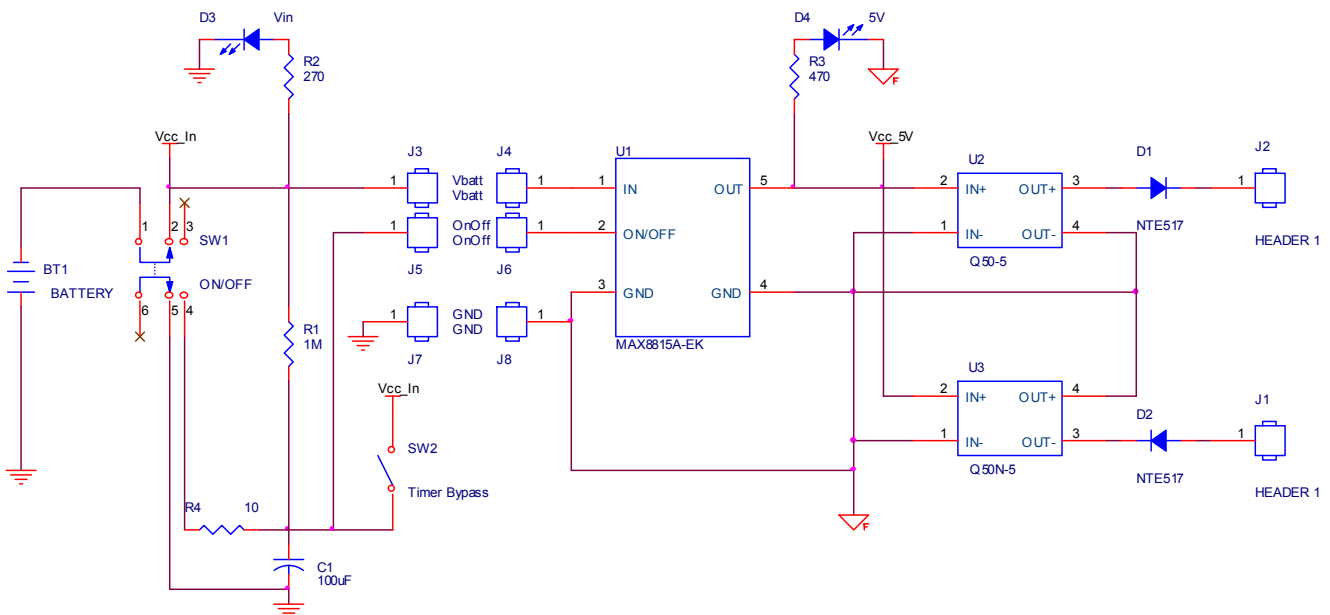 D3 Vin
R2
270
D4 5V
F
R3
470
Vcc_In
Vcc_5V
J3 J4
U1
U2
D1
J2
1 Vbatt 1
Vbatt
1 IN OUT 5
2 IN+ OUT+ 3
1
1 2 3
SW1
1 OnOff 1
OnOff
2 ON/OFF
1 IN- OUT- 4
NTE517
HEADER 1
J5 J6
Q50-5
BT1
BATTERY
ON/OFF
6 5 4
3 GND GND 4
R1
1M
1 GND 1
GND
J7 J8
MAX8815A-EK
U3
Vcc_In
2 IN+ OUT+ 4
D2
J1
SW2
1 IN- OUT- 3
1
Q50N-5
NTE517
HEADER 1
Timer Bypass
R4 10
F
C1
100uF